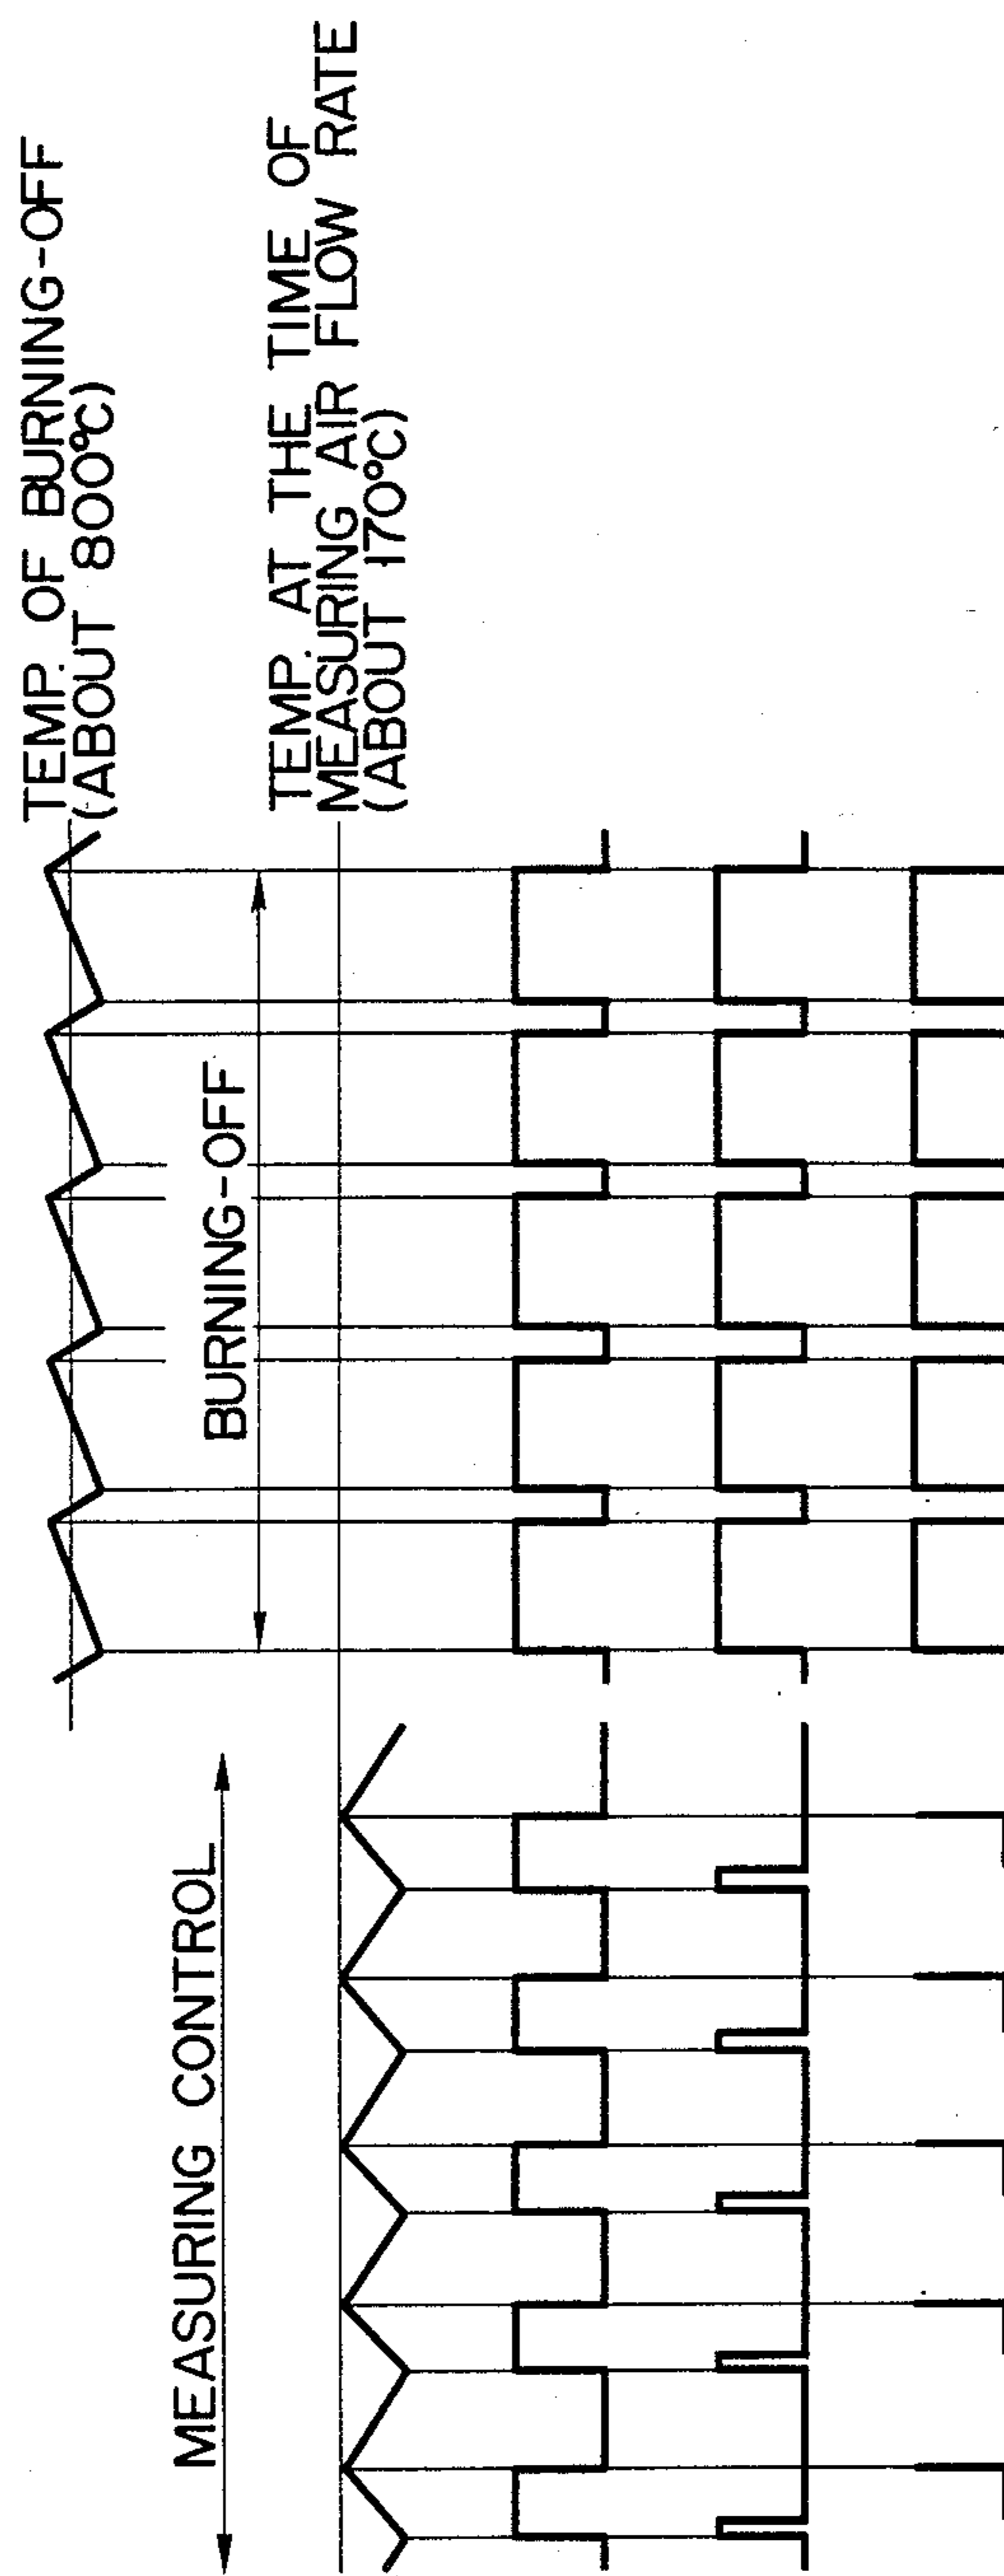 TEMP. OF BURNING-OFF
(ABOUT 800°C)
TEMP. AT THE TIME OF
MEASURING AIR FLOW RATE
(ABOUT 170°C)
MEASURING CONTROL
BURNING-OFF